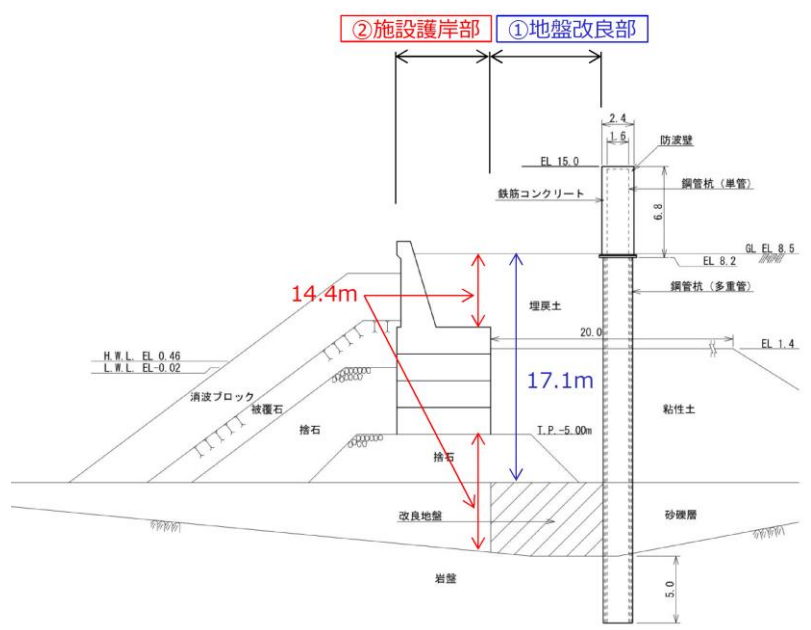 ②施設護岸部
①地盤改良部
2.4
1.6
防波壁
EL 15.0
鋼管杭（単管）
鉄筋コンクリート
6.8
GL EL 8.5
EL 8.2
鋼管杭（多重管）
14.4m
埋戻土
20.0
EL 1.4
H.W.L. EL 0.46
L.W.L. EL-0.02
17.1m
消波ブロック
被覆石
粘性土
捨石
T.P.-5.00m
捨石
改良地盤
砂礫層
岩盤
5.0